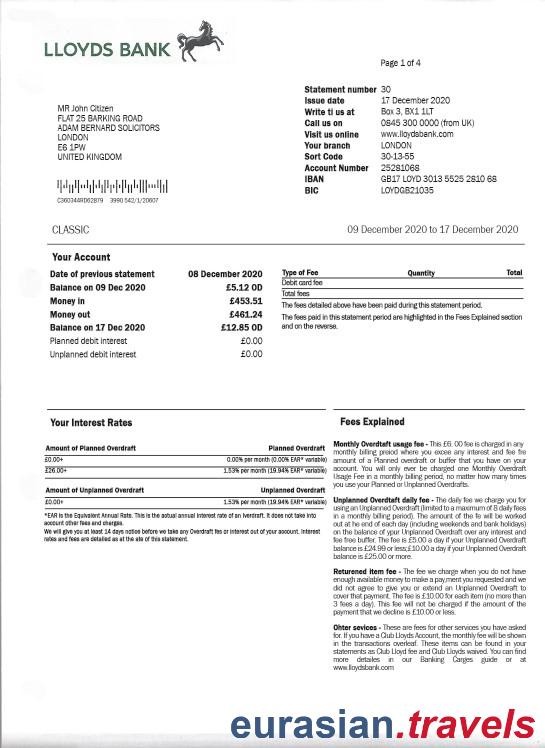 LLOYDS BANK
Page 1 of 4
Statement number 30
Issue date 17 December 2020
Write ti us at Box 3, BX1 1LT
Call us on 0845 300 0000 (from UK)
Visit us online www.lloydsbank.com
Your branch LONDON
Sort Code 30-13-55
Account Number 25281068
IBAN GB17 LOYD 3013 5525 2810 68
BIC LOYDGB21035
MR John Citizen
FLAT 25 BARKING ROAD
ADAM BERNARD SOLICITORS
LONDON
E6 1PW
UNITED KINGDOM
C360344RD62879 3990 542/1/20607
CLASSIC 09 December 2020 to 17 December 2020
Your Account
Date of previous statement 08 December 2020
Balance on 09 Dec 2020 £5.12 OD
Money in £453.51
Money out £461.24
Balance on 17 Dec 2020 £12.85 OD
Planned debit interest £0.00
Unplanned debit interest £0.00
Type of Fee Quantity Total
Debit card fee
Total fees
The fees detailed above have been paid during this statement period.
The fees paid in this statement period are highlighted in the Fees Explained section
and on the reverse.
Your Interest Rates
Amount of Planned Overdraft Planned Overdraft
£0.00+ 0.00% per month (0.00% EAR* variable)
£26.00+ 1.53% per month (19.94% EAR* variable)
Amount of Unplanned Overdraft Unplanned Overdraft
£0.00+ 1.53% per month (19.94% EAR* variable)
*EAR is the Equivalent Annual Rate. This is the actual annual interest rate of an Iverdraft. It does not take into
account other fees and charges.
We will give you at least 14 days notice before we take any Overdraft fes or interest out of your account. Interest
rates and fees are detailed as at the ste of this statement.
Fees Explained
Monthly Overdtaft usage fee - This £6. 00 fee is charged in any
monthly billing preiod where you excee any interest and fee fre
amount of a Planned overdraft or buffer that you have on your
account. You will only ever be charged one Monthly Overdraft
Usage Fee in a monthly billing period, no matter how many times
you use your Planned or Unplanned Overdrafts.
Unplanned Overdtaft daily fee - The daily fee we charge you for
using an Unplanned Overdraft (limited to a maximum of 8 daily fees
in a monthly billing period). The amount of the fe will be worked
out at he end of each day (including weekends and bank holidays)
on the balance of ypur Unplanned Overdraft over any interest and
fee free buffer. The fee is £5.00 a day if your Unplanned Overdraft
balance is £24.99 or less;£10.00 a day if your Unplanned Overdraft
balance is £25.00 or more.
Returened item fee - The fee we charge when you do not have
enough available money to make a pay,ment you requested and we
did not agree to give you or extend an Unplanned Overdraft to
cover that payment. The fee is £10.00 for each item (no more than
3 fees a day). This fee will not be charged if the amount of the
payment that we decline is £10.00 or less.
Ohter sevices - These are fees for other services you have asked
for. If you have a Club Lloyds Account, the monthly fee will be shown
in the transactions overleaf. These items can be found in your
statements as Club Lloyd fee and Club Lloyds waived. You can find
more detailes in our Banking Carges guide or at
www.lloydsbank.com
eurasian.travels